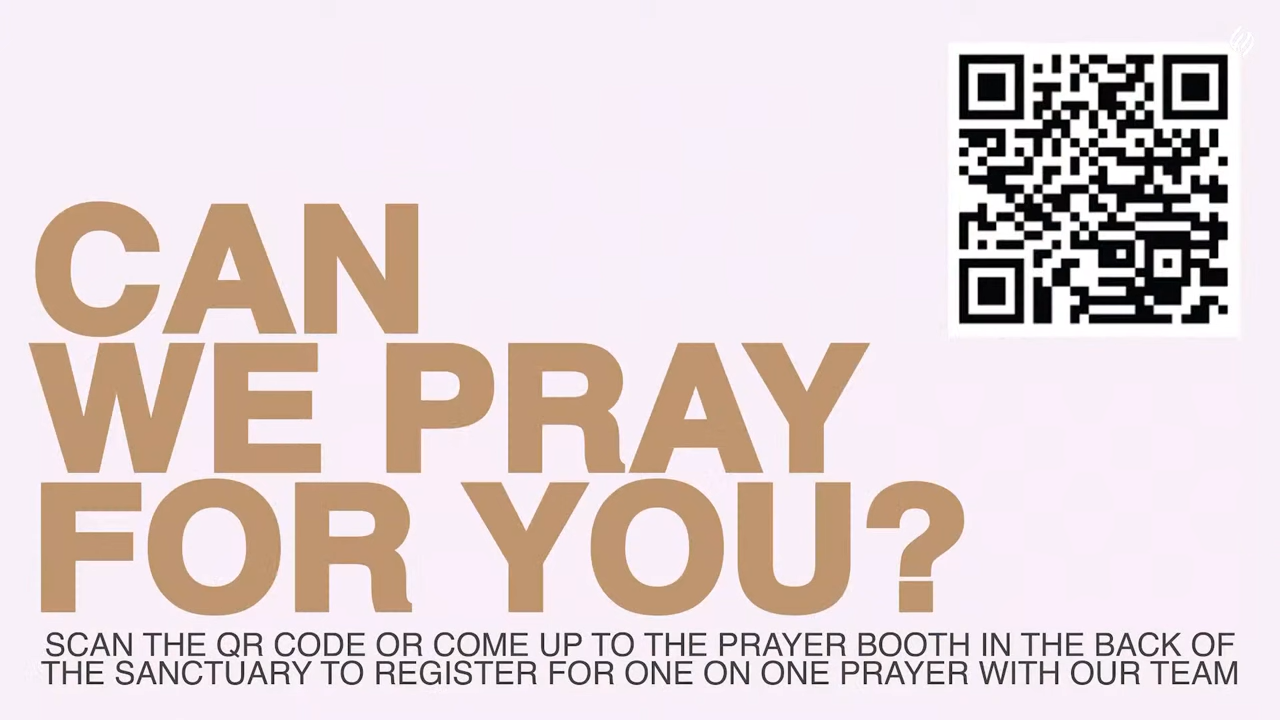 CAN
WE PRAY
FOR YOU?
SCAN THE QR CODE OR COME UP TO THE PRAYER BOOTH IN THE BACK OF
THE SANCTUARY TO REGISTER FOR ONE ON ONE PRAYER WITH OUR TEAM